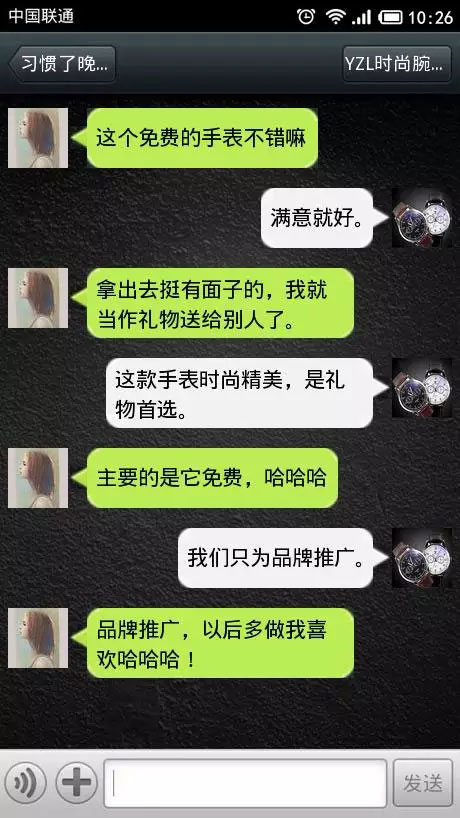 中国联通 10:26
习惯了晚... YZL时尚腕...
这个免费的手表不错嘛
满意就好。
拿出去挺有面子的，我就
当作礼物送给别人了。
这款手表时尚精美，是礼
物首选。
主要的是它免费，哈哈哈
我们只为品牌推广。
品牌推广，以后多做我喜
欢哈哈哈！
发送